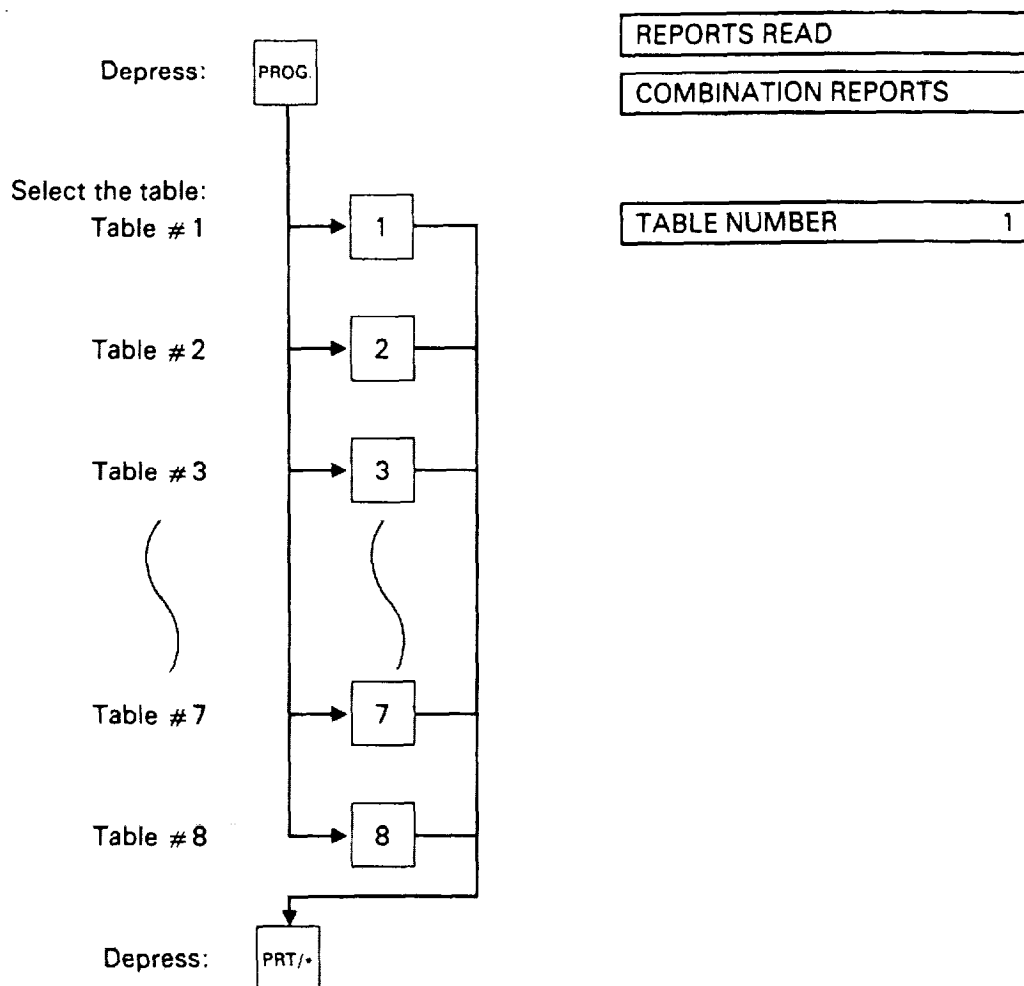 REPORTS READ
Depress: PROG.
COMBINATION REPORTS
Select the table:
Table #1 1 TABLE NUMBER 1
Table #2 2
Table #3 3
Table #7 7
Table #8 8
Depress: PRT/*